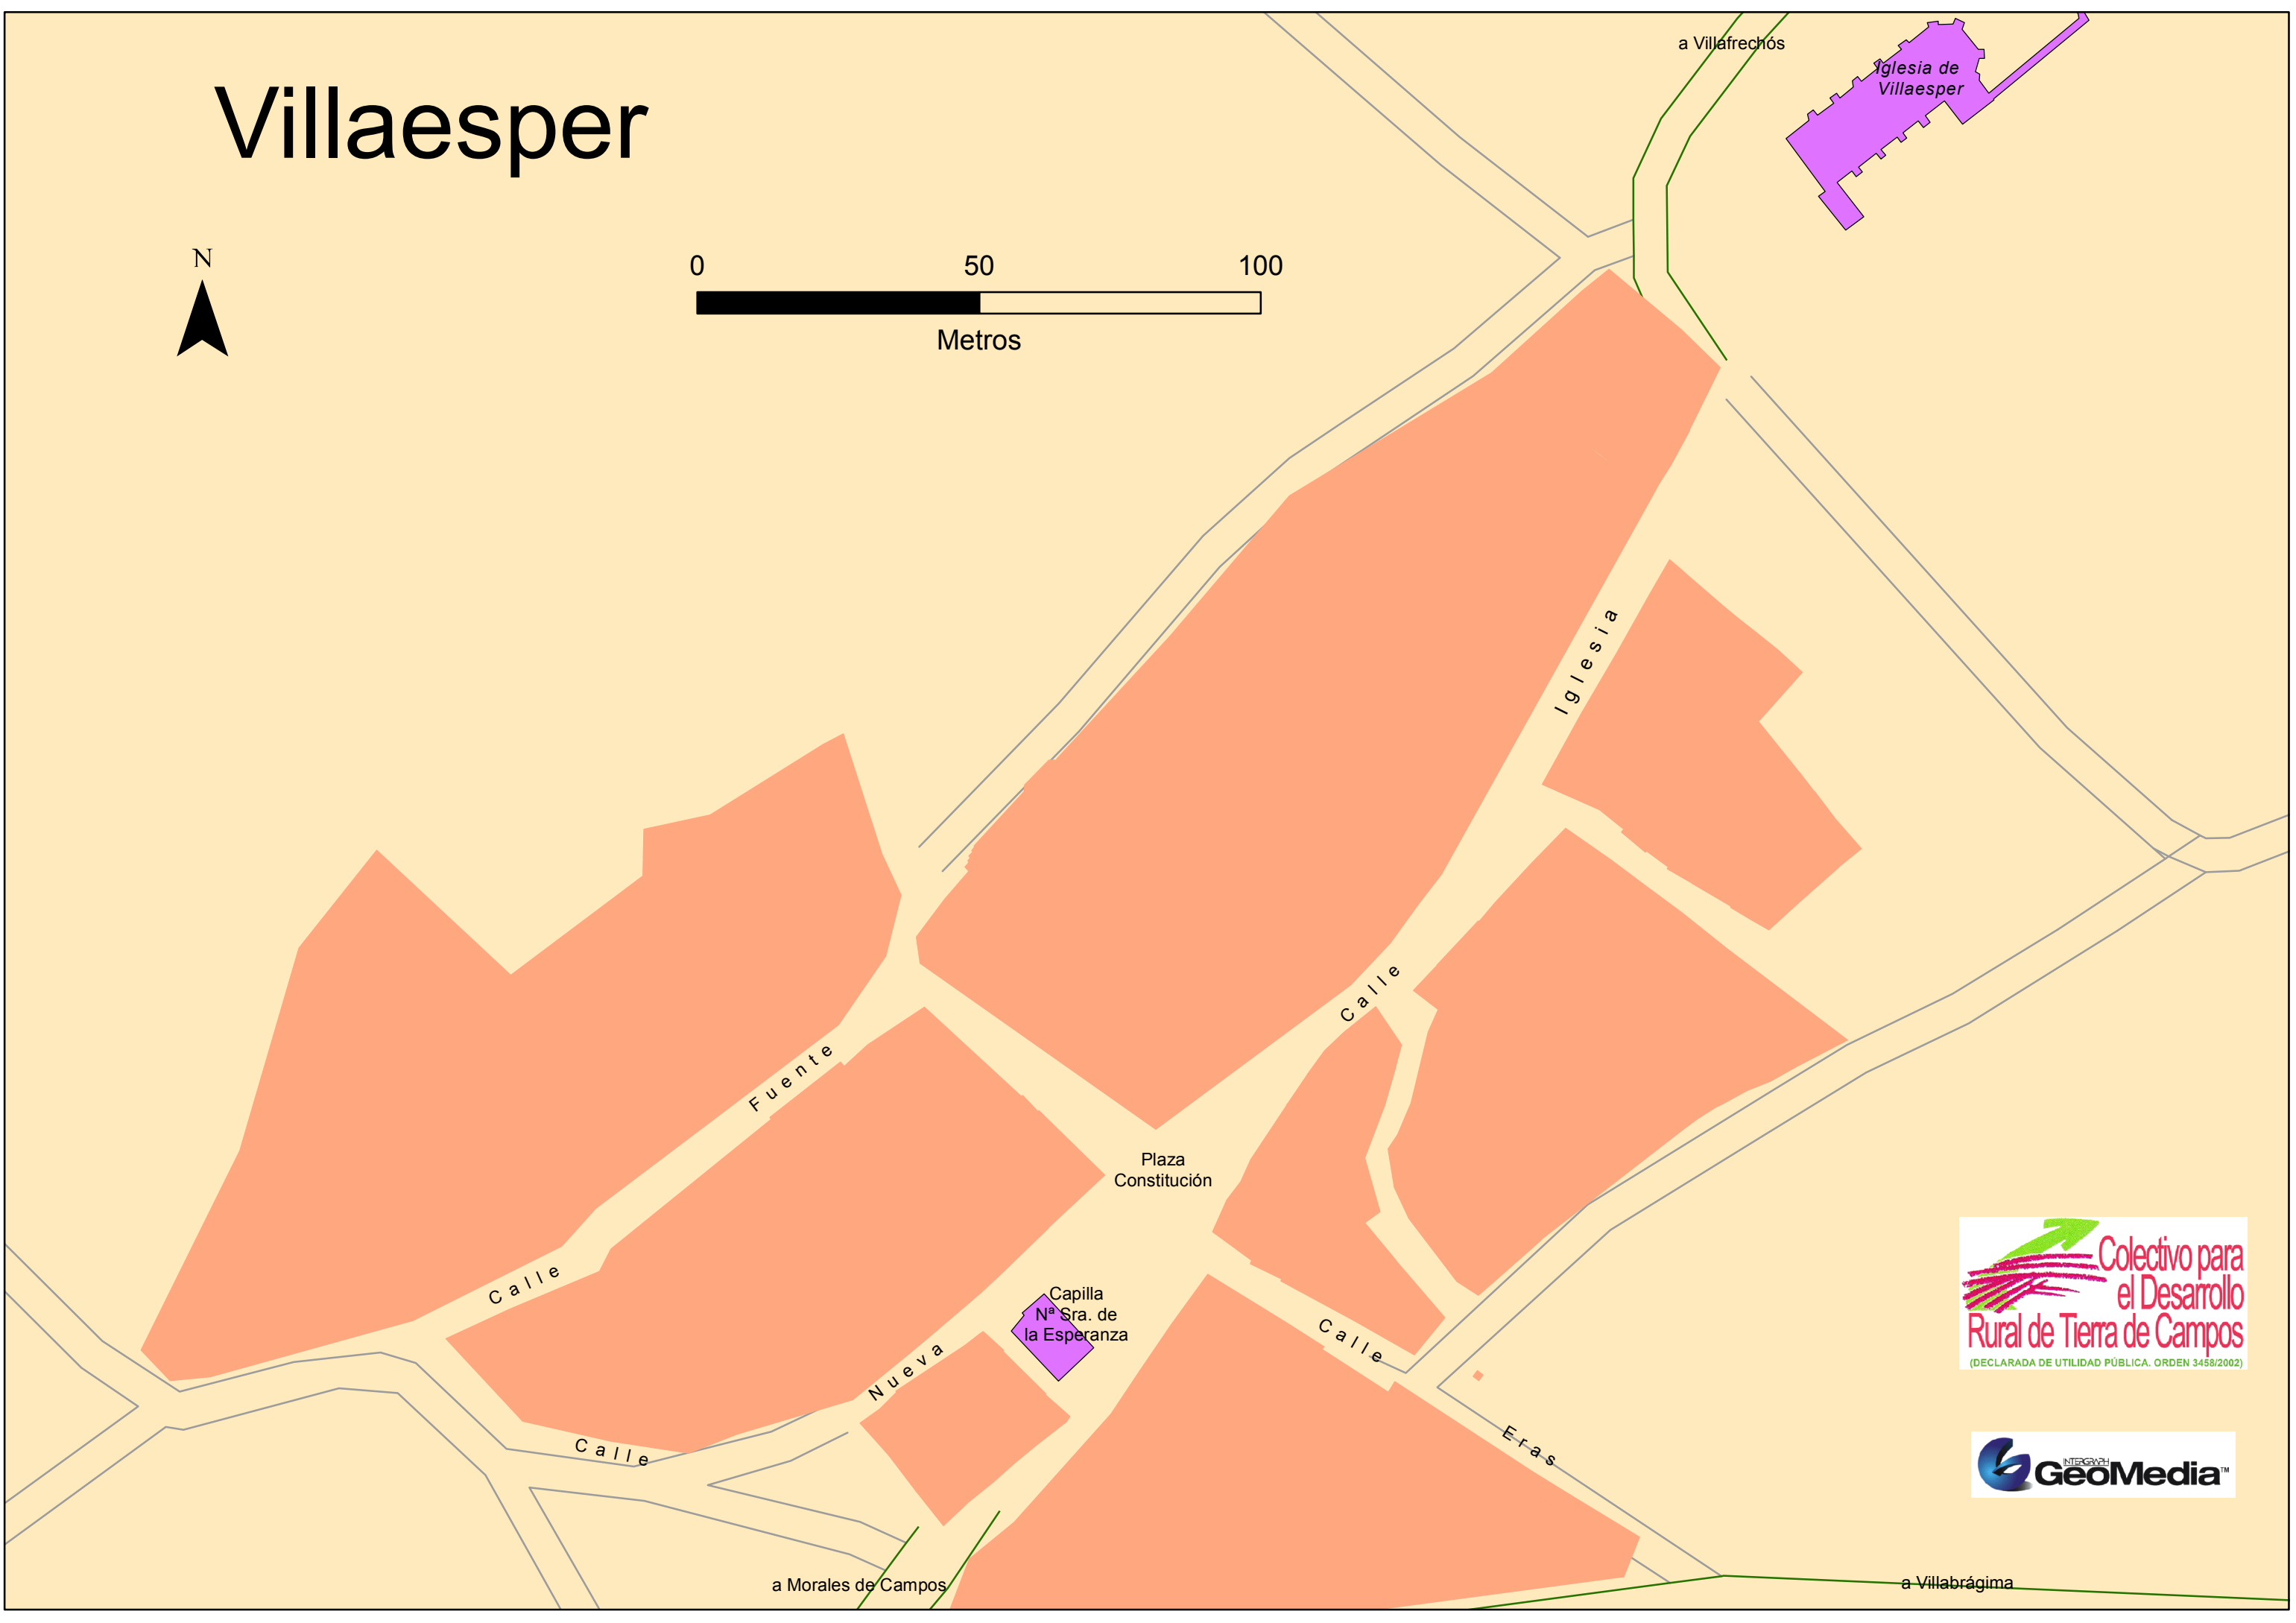 Villaesper
a Villafrechós
Iglesia de
Villaesper
N
0 50 100
Metros
Calle Iglesia
Calle Fuente
Plaza
Constitución
Capilla
Nª Sra. de
la Esperanza
Calle Nueva
Calle Eras
a Morales de Campos
a Villabrágima
Colectivo para
el Desarrollo
Rural de Tierra de Campos
(DECLARADA DE UTILIDAD PÚBLICA. ORDEN 3458/2002)
INTERGRAPH
GeoMedia™